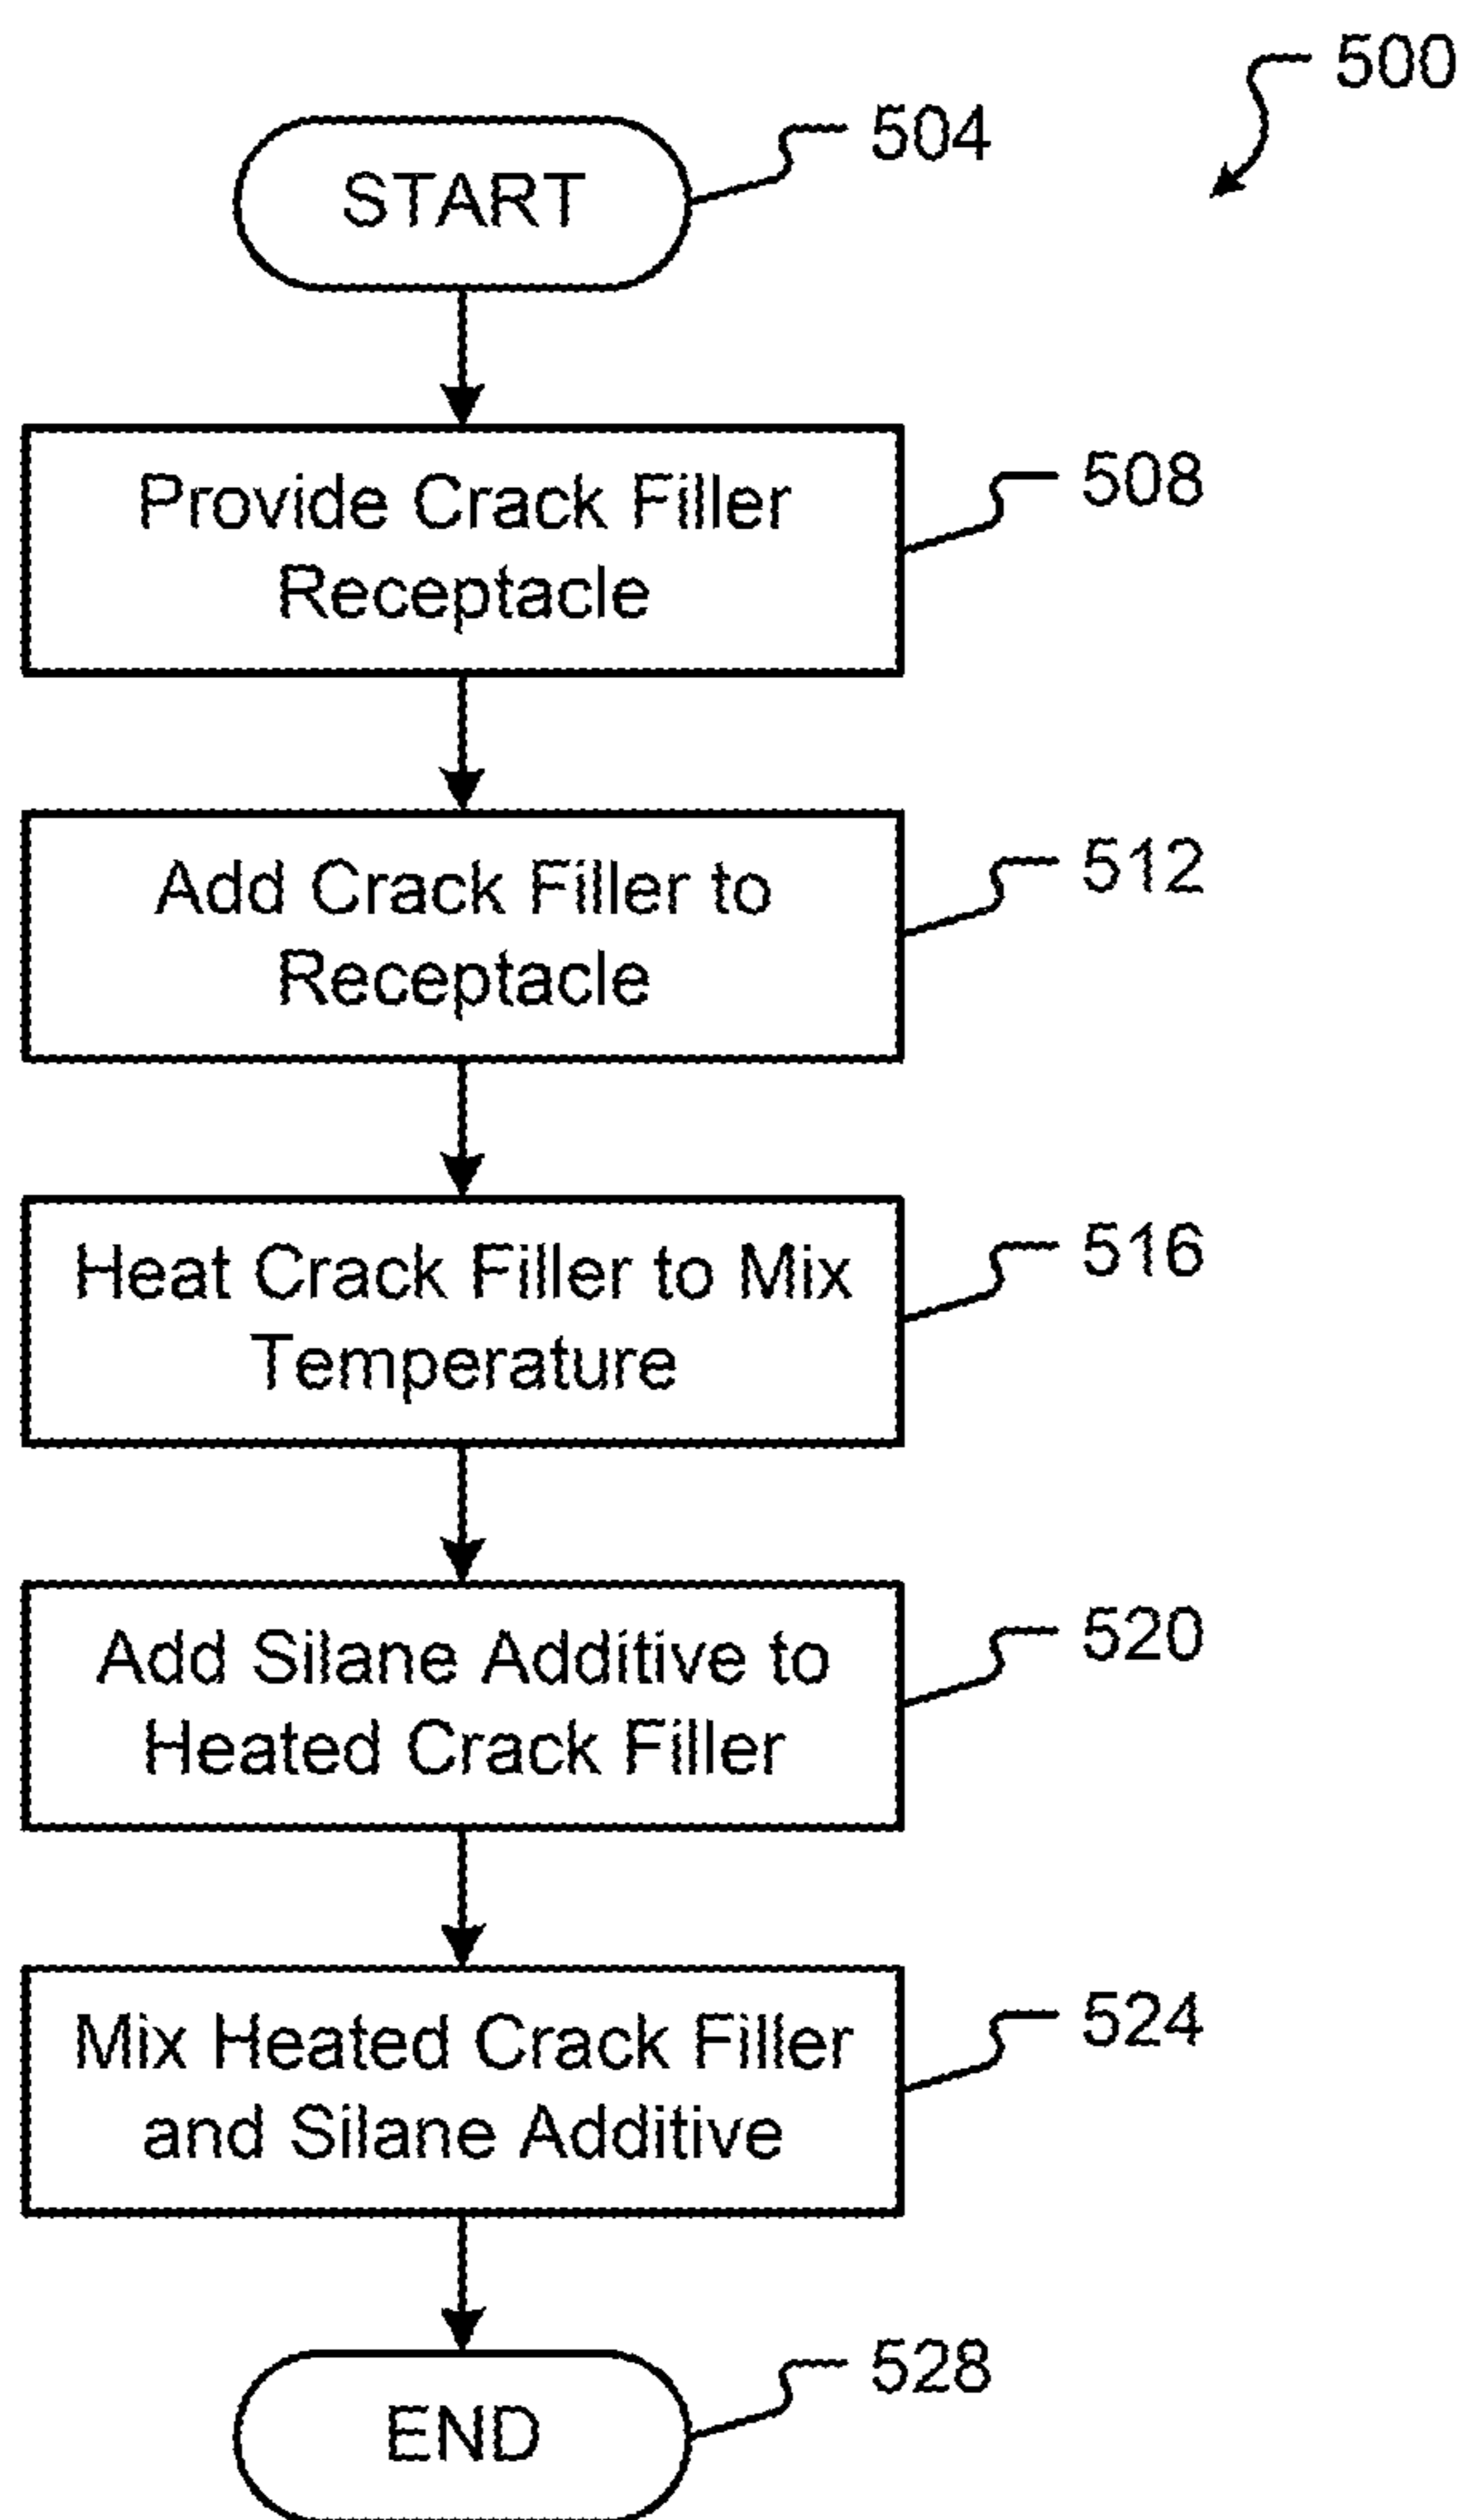 500
START
504
Provide Crack Filler
Receptacle
508
Add Crack Filler to
Receptacle
512
Heat Crack Filler to Mix
Temperature
516
Add Silane Additive to
Heated Crack Filler
520
Mix Heated Crack Filler
and Silane Additive
524
END
528